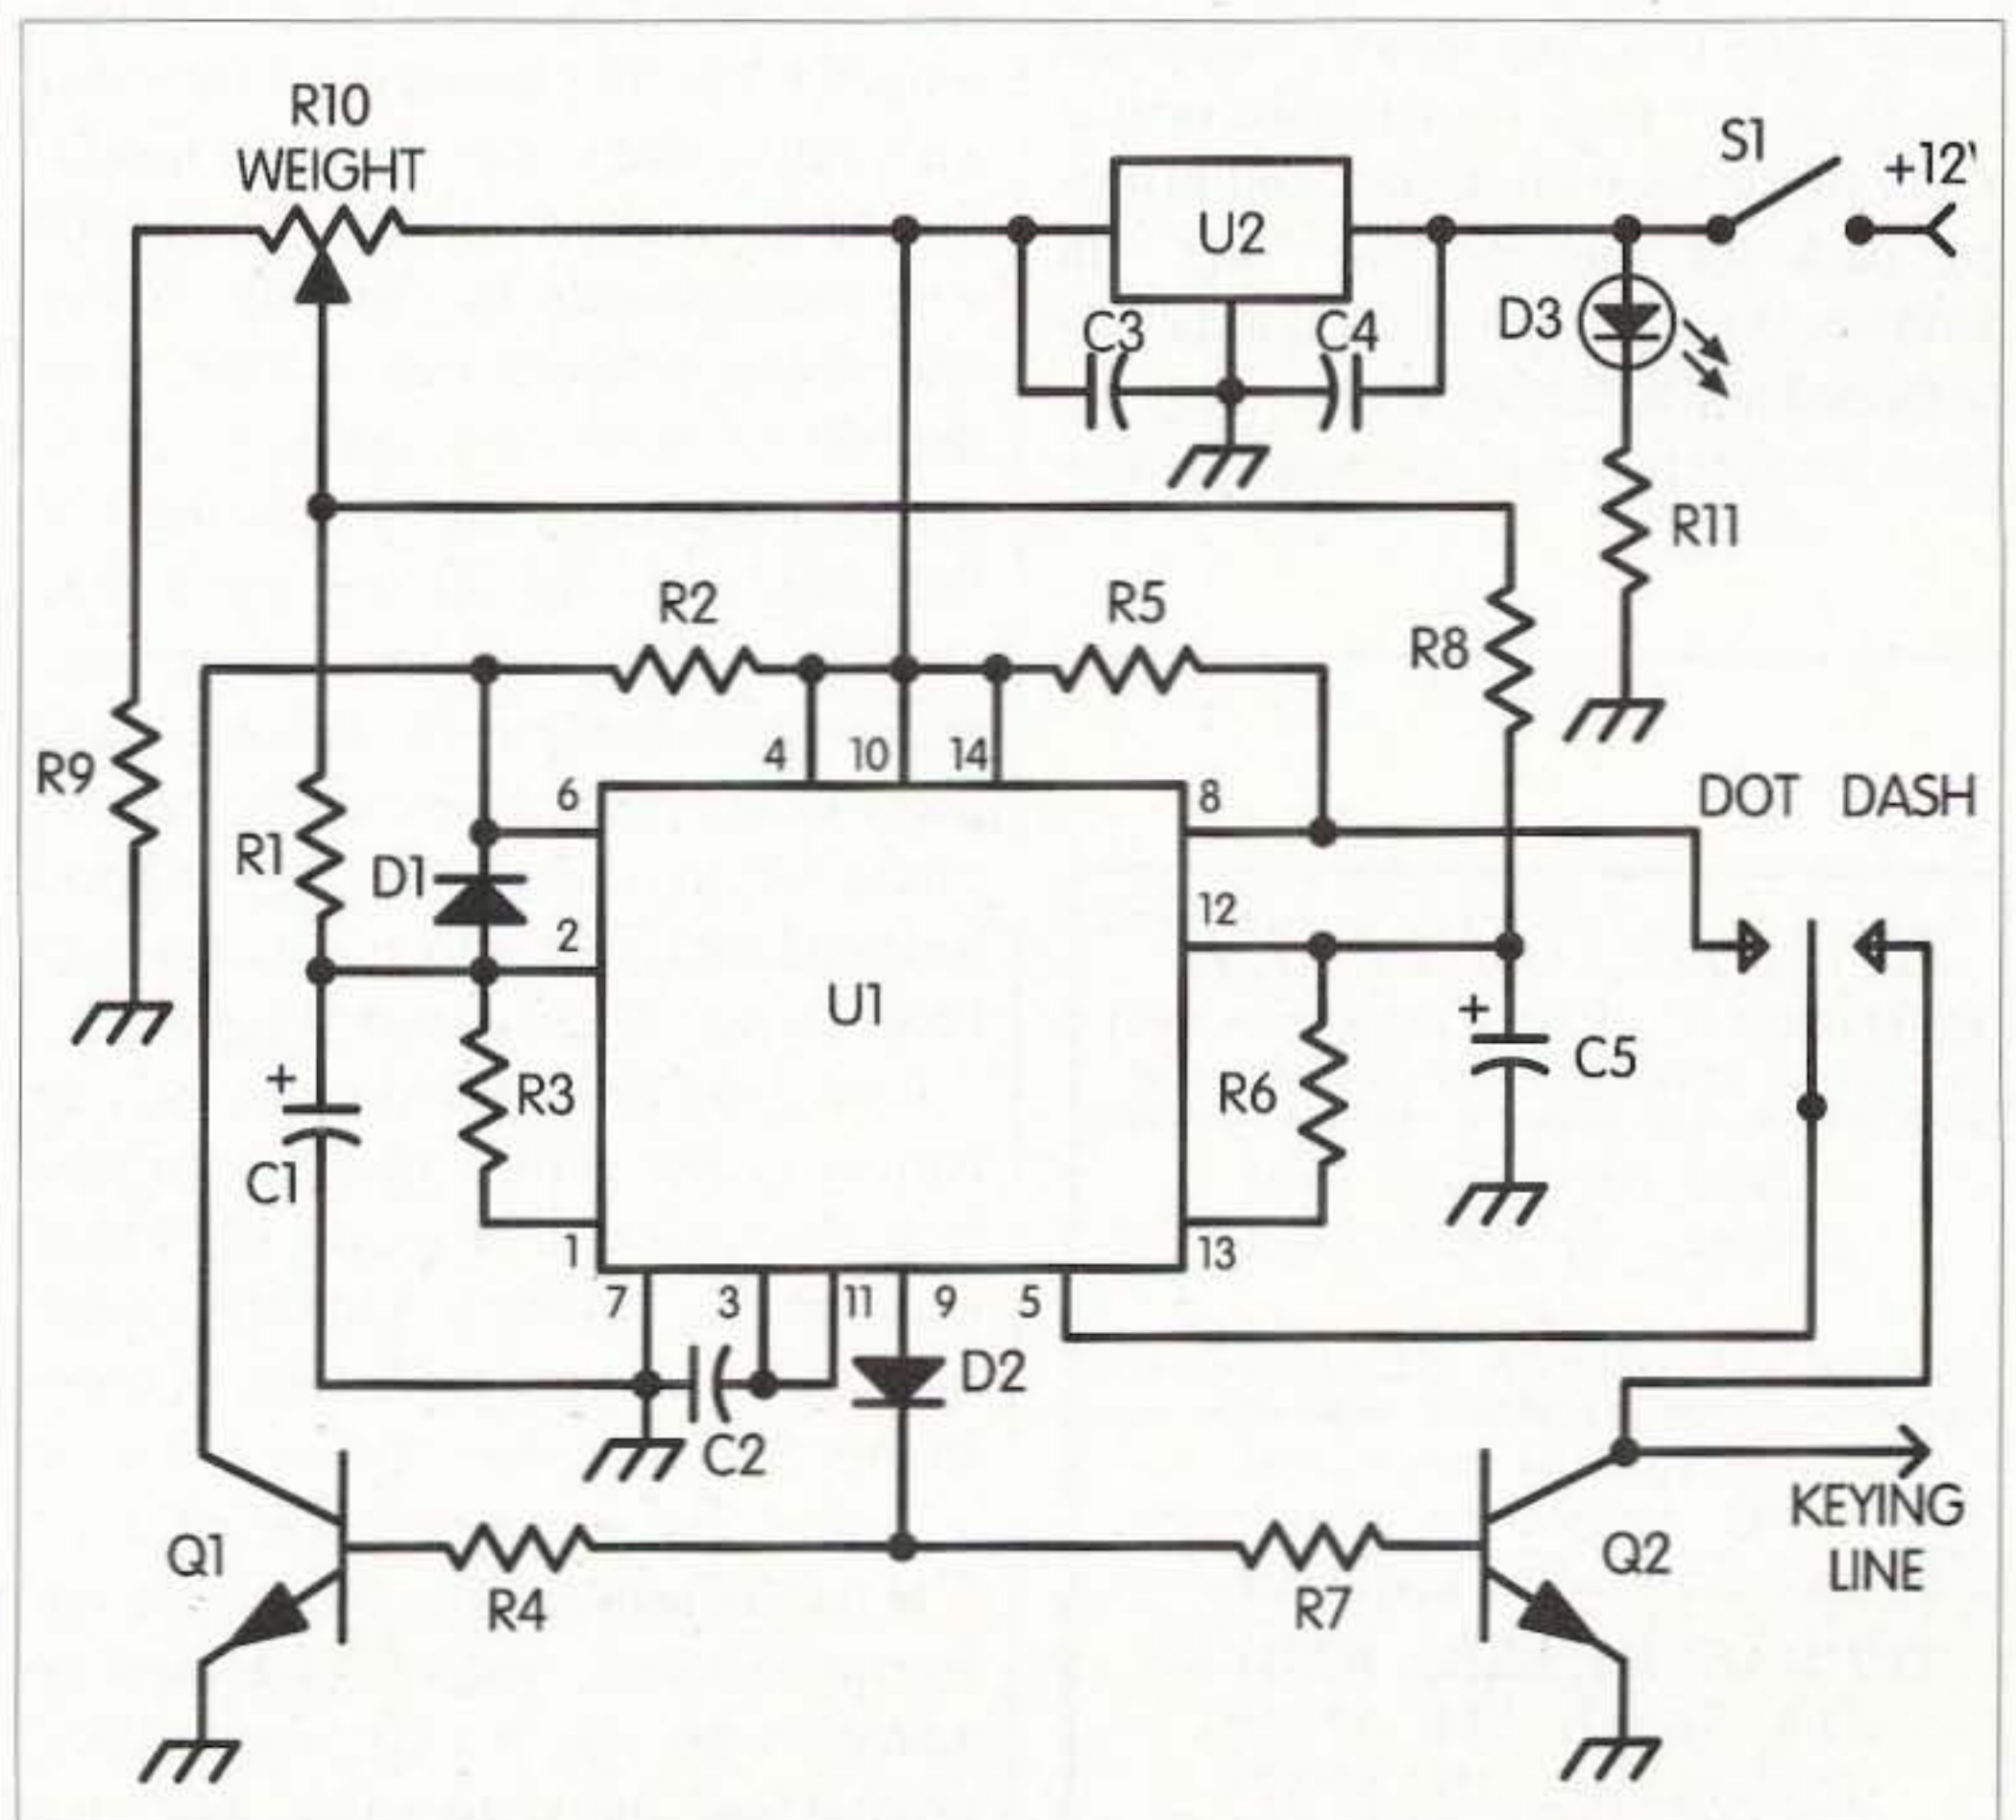 R10
WEIGHT
S1
+12'
U2
D3
C3
C4
R11
R2
R5
R8
4
10
14
R9
6
8
DOT
DASH
R1
D1
12
2
U1
+
+
C5
R3
R6
C1
1
13
7
3
11
9
5
D2
C2
KEYING
LINE
Q1
Q2
R4
R7